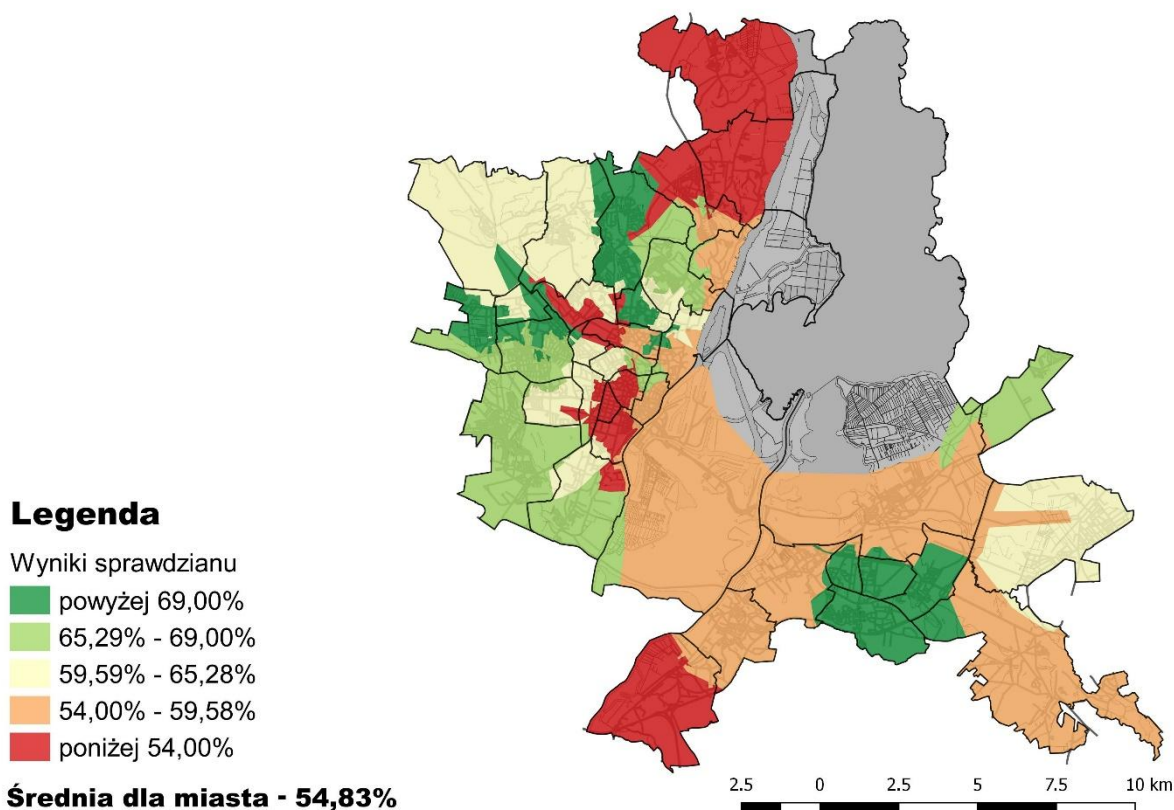 Legenda
Wyniki sprawdzianu
powyżej 69,00%
65,29% - 69,00%
59,59% - 65,28%
54,00% - 59,58%
poniżej 54,00%
Średnia dla miasta - 54,83%
2.5 0 2.5 5 7.5 10 km